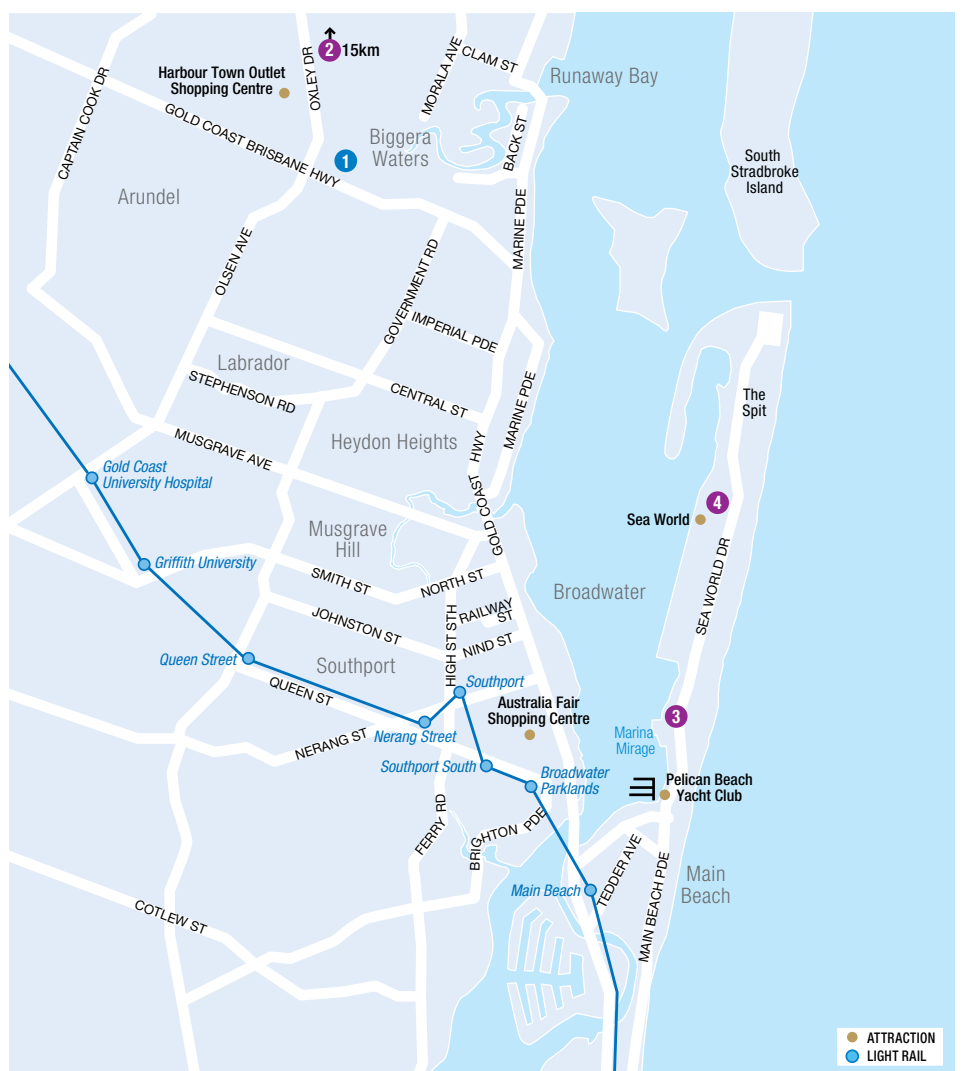 2 15km
CLAM ST
MORALA AVE
OXLEY DR
CAPTAIN COOK DR
Harbour Town Outlet
Shopping Centre
Runaway Bay
GOLD COAST BRISBANE HWY
1
Biggera
Waters
BACK ST
South
Stradbroke
Island
Arundel
MARINE PDE
OLSEN AVE
GOVERNMENT RD
IMPERIAL PDE
Labrador
STEPHENSON RD
CENTRAL ST
MARINE PDE
The
Spit
MUSGRAVE AVE
Heydon Heights
GOLD COAST HWY
Gold Coast
University Hospital
4
Sea World
Musgrave
Hill
Griffith University
SMITH ST
NORTH ST
Broadwater
SEA WORLD DR
JOHNSTON ST
RAILWAY
ST
HIGH ST STH
NIND ST
Queen Street
Southport
Southport
QUEEN ST
Australia Fair
Shopping Centre
3
Marina
Mirage
NERANG ST
Nerang Street
Southport South
Broadwater
Parklands
Pelican Beach
Yacht Club
FERRY RD
BRIGHTON PDE
Main Beach
TEDDER AVE
Main
Beach
MAIN BEACH PDE
COTLEW ST
ATTRACTION
LIGHT RAIL